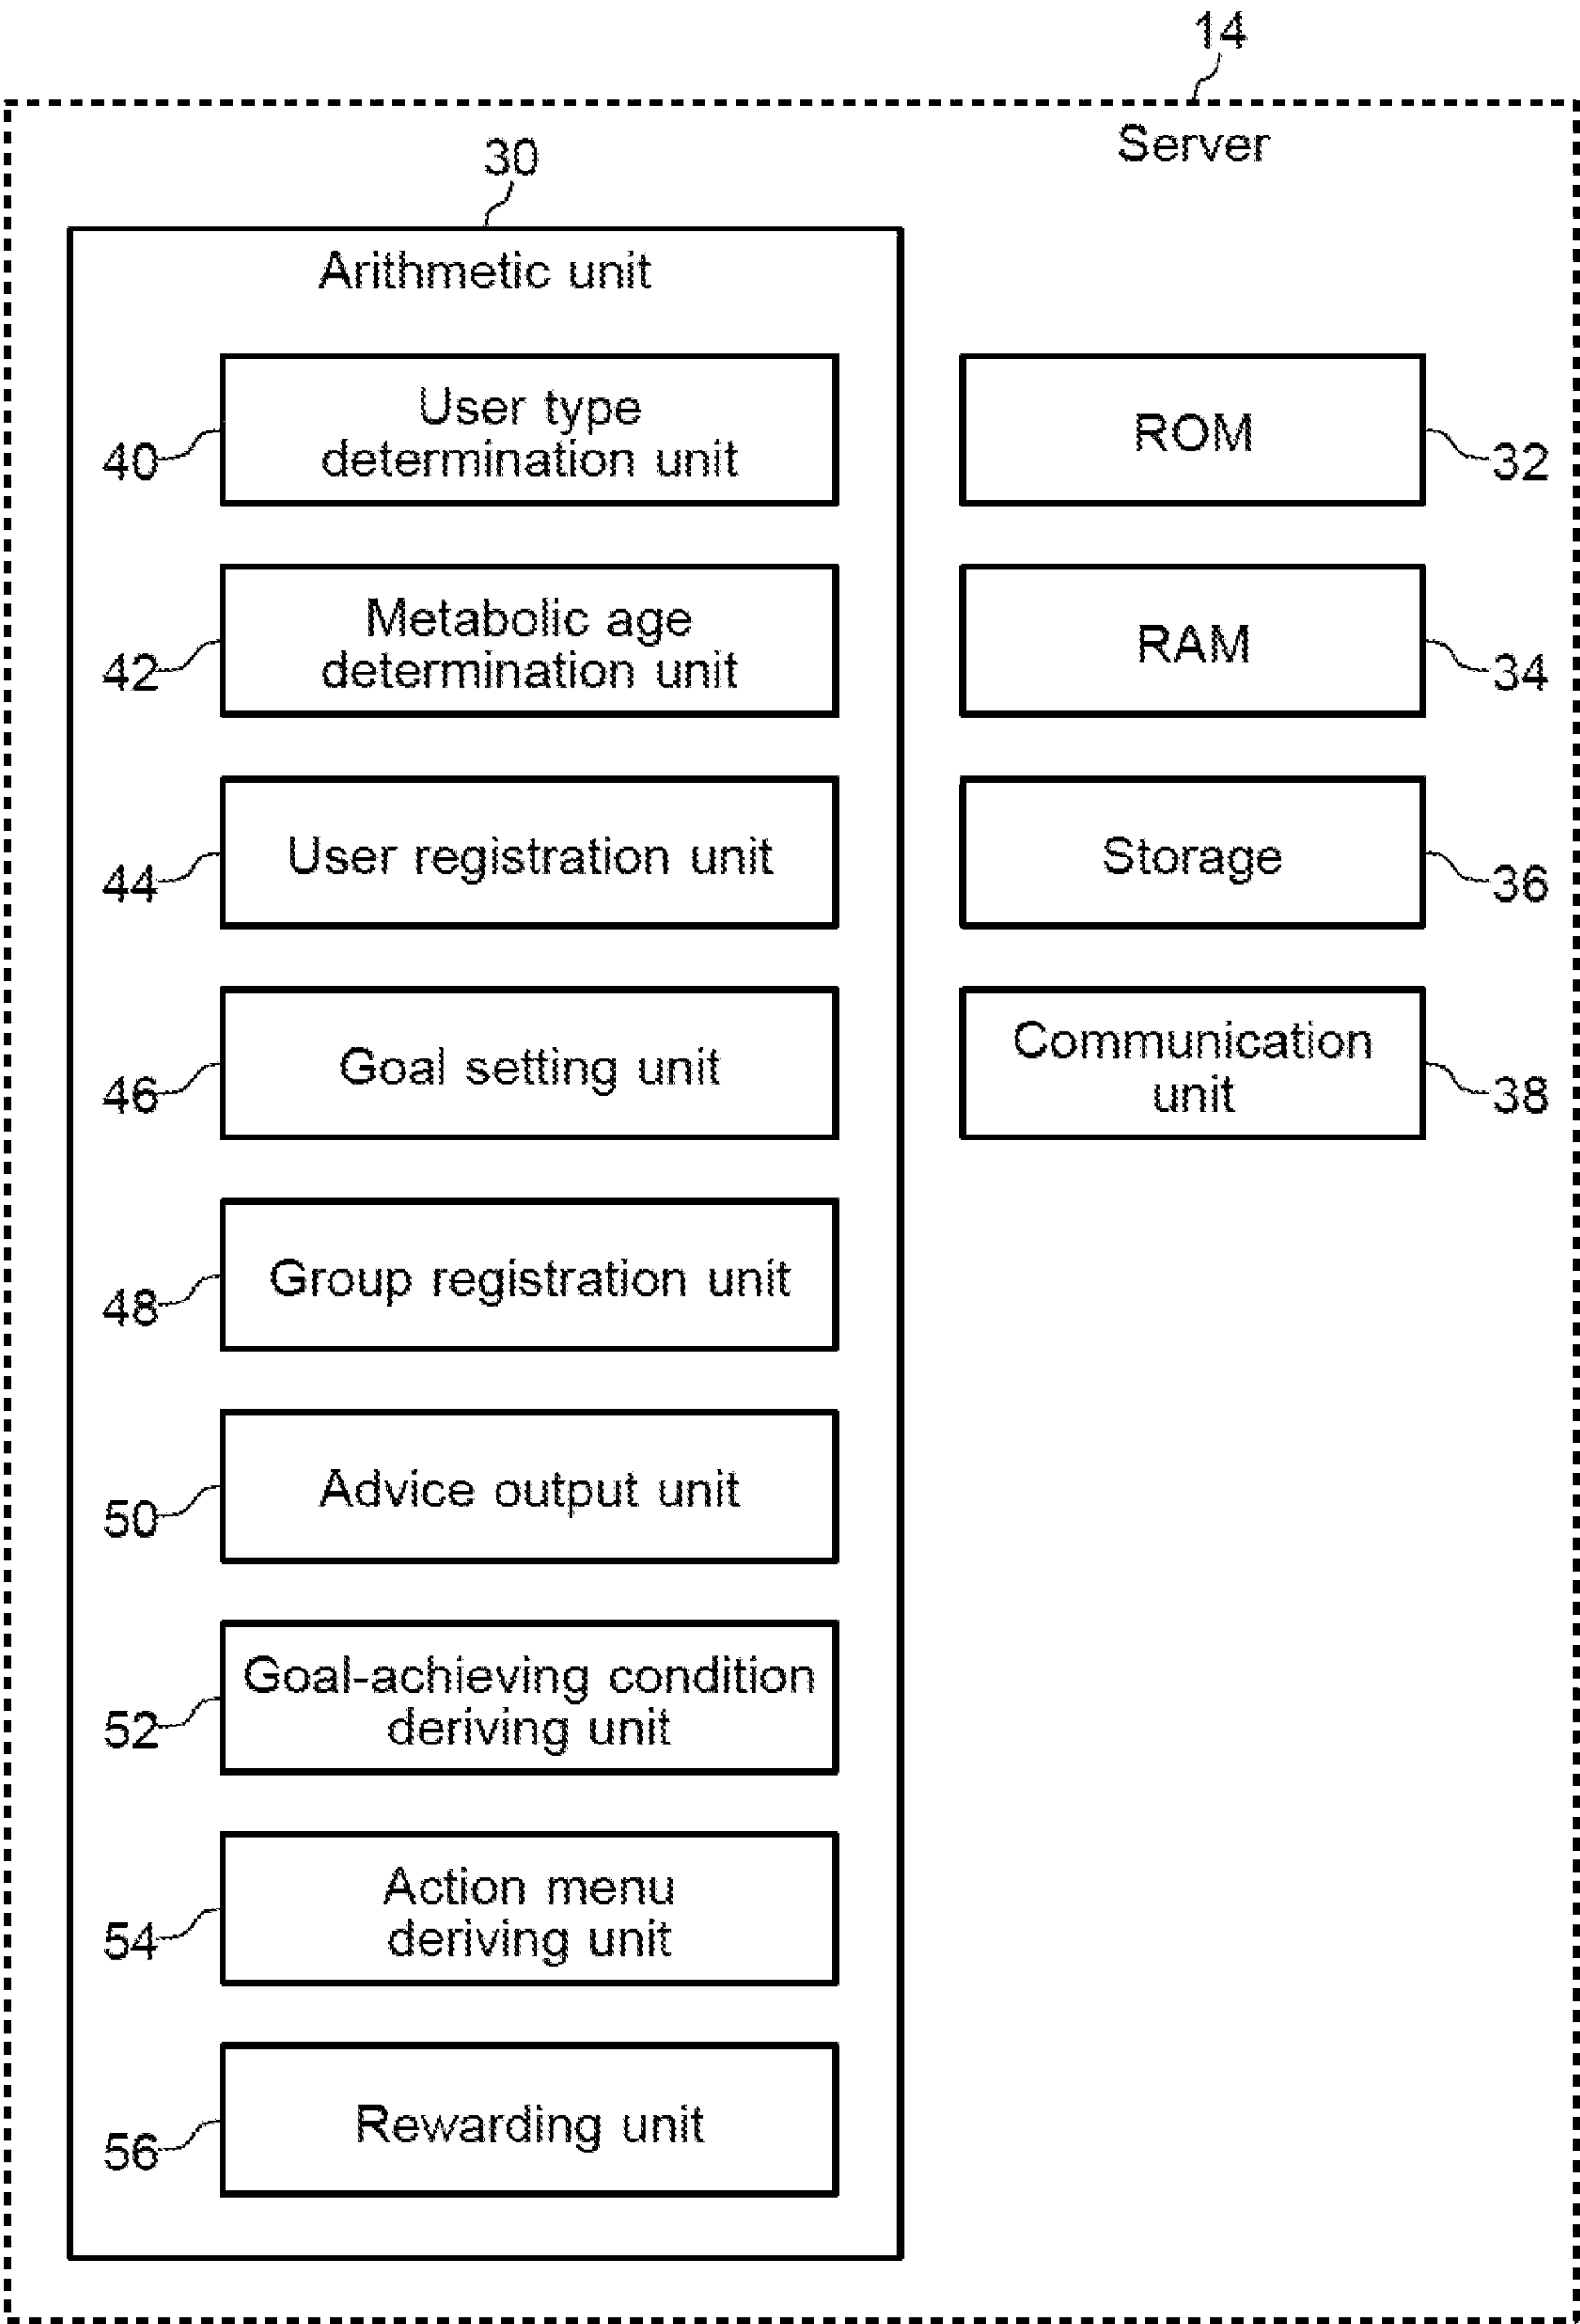 14
Server
30
Arithmetic unit
User type
determination unit
40
ROM
32
Metabolic age
determination unit
42
RAM
34
User registration unit
44
Storage
36
Goal setting unit
46
Communication
unit
38
Group registration unit
48
Advice output unit
50
Goal-achieving condition
deriving unit
52
Action menu
deriving unit
54
Rewarding unit
56